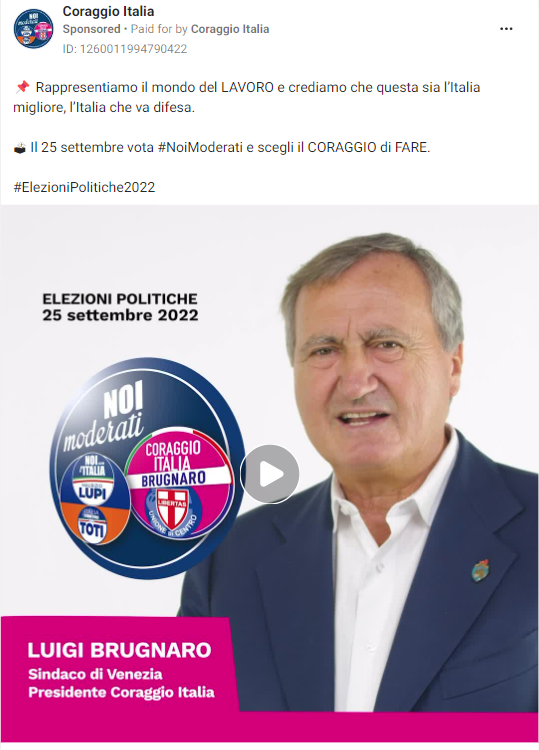 Coraggio Italia
Sponsored • Paid for by Coraggio Italia
ID: 1260011994790422
📌 Rappresentiamo il mondo del LAVORO e crediamo che questa sia l'Italia
migliore, l'Italia che va difesa.
🗳 Il 25 settembre vota #NoiModerati e scegli il CORAGGIO di FARE.
#ElezioniPolitiche2022
ELEZIONI POLITICHE
25 settembre 2022
NOI
moderati
NOI
ITALIA
LUPI
TOTI
CORAGGIO
ITALIA
BRUGNARO
LIBERTAS
UNIONE DI CENTRO
LUIGI BRUGNARO
Sindaco di Venezia
Presidente Coraggio Italia